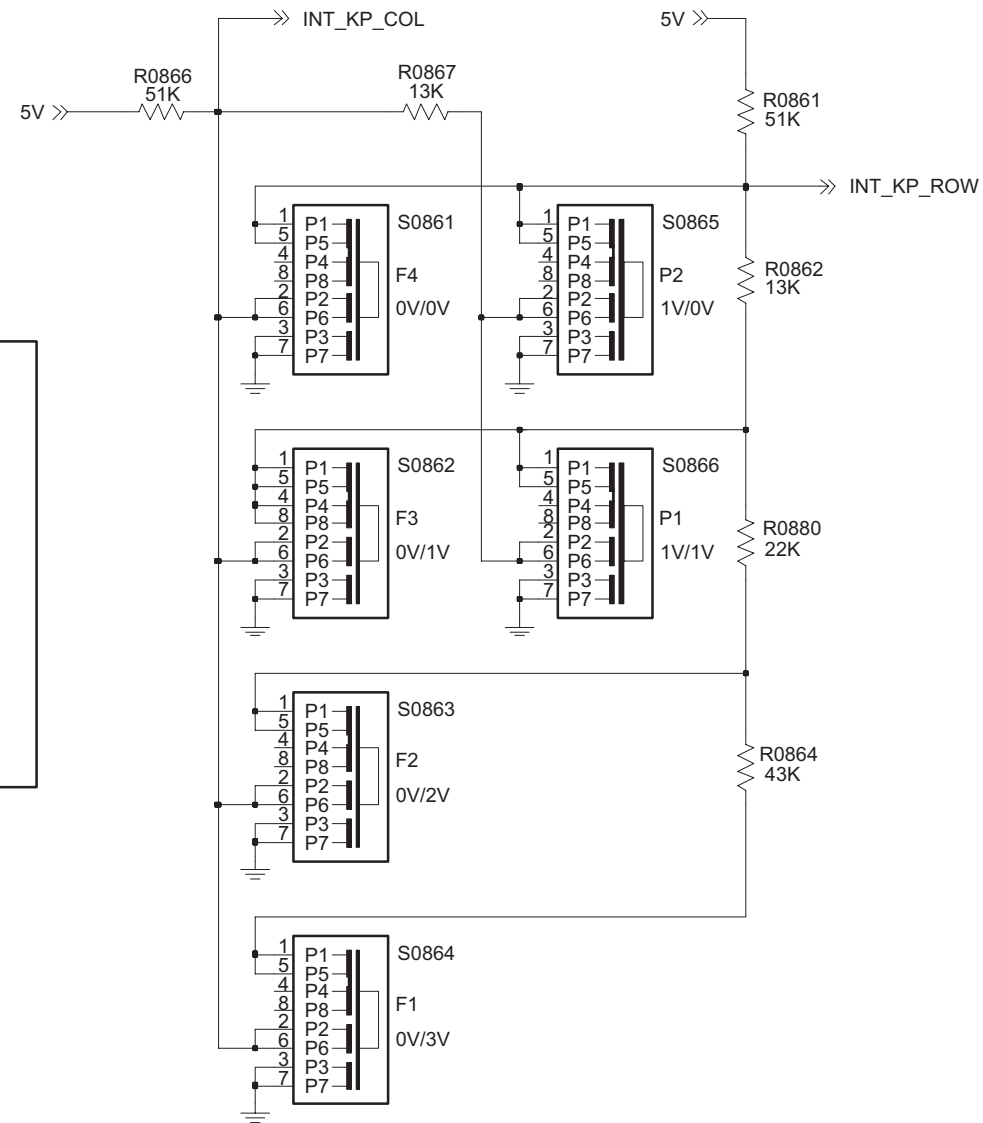 INT_KP_COL
5V
R0866
51K
R0867
13K
5V
R0861
51K
INT_KP_ROW
1 P1
5 P5
4 P4
8 P8
2 P2
6 P6
3 P3
7 P7
S0861
F4
0V/0V
1 P1
5 P5
4 P4
8 P8
2 P2
6 P6
3 P3
7 P7
S0865
P2
1V/0V
R0862
13K
1 P1
5 P5
4 P4
8 P8
2 P2
6 P6
3 P3
7 P7
S0862
F3
0V/1V
1 P1
5 P5
4 P4
8 P8
2 P2
6 P6
3 P3
7 P7
S0866
P1
1V/1V
R0880
22K
1 P1
5 P5
4 P4
8 P8
2 P2
6 P6
3 P3
7 P7
S0863
F2
0V/2V
R0864
43K
1 P1
5 P5
4 P4
8 P8
2 P2
6 P6
3 P3
7 P7
S0864
F1
0V/3V